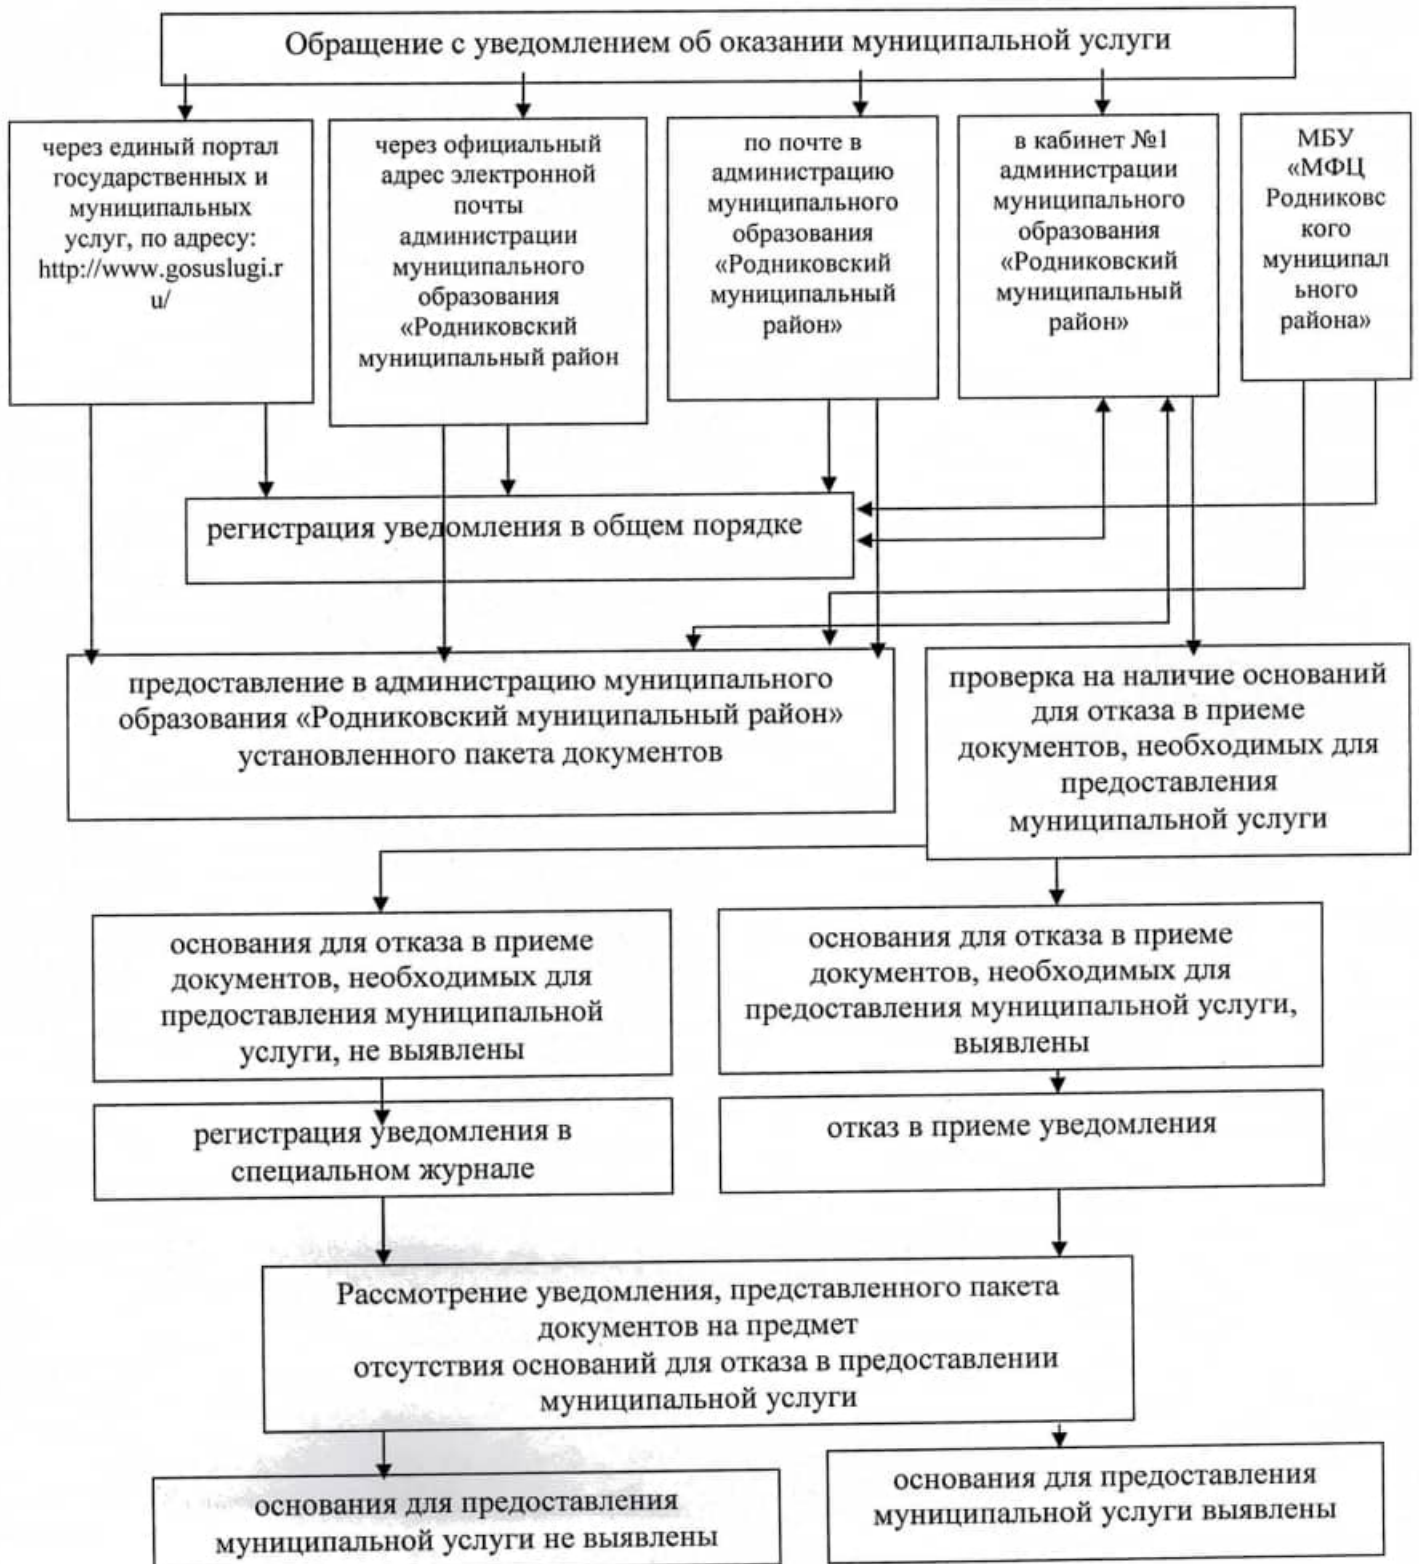 Обращение с уведомлением об оказании муниципальной услуги
через единый портал
государственных и
муниципальных
услуг, по адресу:
http://www.gosuslugi.r
u/
через официальный
адрес электронной
почты
администрации
муниципального
образования
«Родниковский
муниципальный район
по почте в
администрацию
муниципального
образования
«Родниковский
муниципальный
район»
в кабинет №1
администрации
муниципального
образования
«Родниковский
муниципальный
район»
МБУ
«МФЦ
Родниковс
кого
муниципал
ьного
района»
регистрация уведомления в общем порядке
предоставление в администрацию муниципального
образования «Родниковский муниципальный район»
установленного пакета документов
проверка на наличие оснований
для отказа в приеме
документов, необходимых для
предоставления
муниципальной услуги
основания для отказа в приеме
документов, необходимых для
предоставления муниципальной
услуги, не выявлены
основания для отказа в приеме
документов, необходимых для
предоставления муниципальной услуги,
выявлены
регистрация уведомления в
специальном журнале
отказ в приеме уведомления
Рассмотрение уведомления, представленного пакета
документов на предмет
отсутствия оснований для отказа в предоставлении
муниципальной услуги
основания для предоставления
муниципальной услуги не выявлены
основания для предоставления
муниципальной услуги выявлены